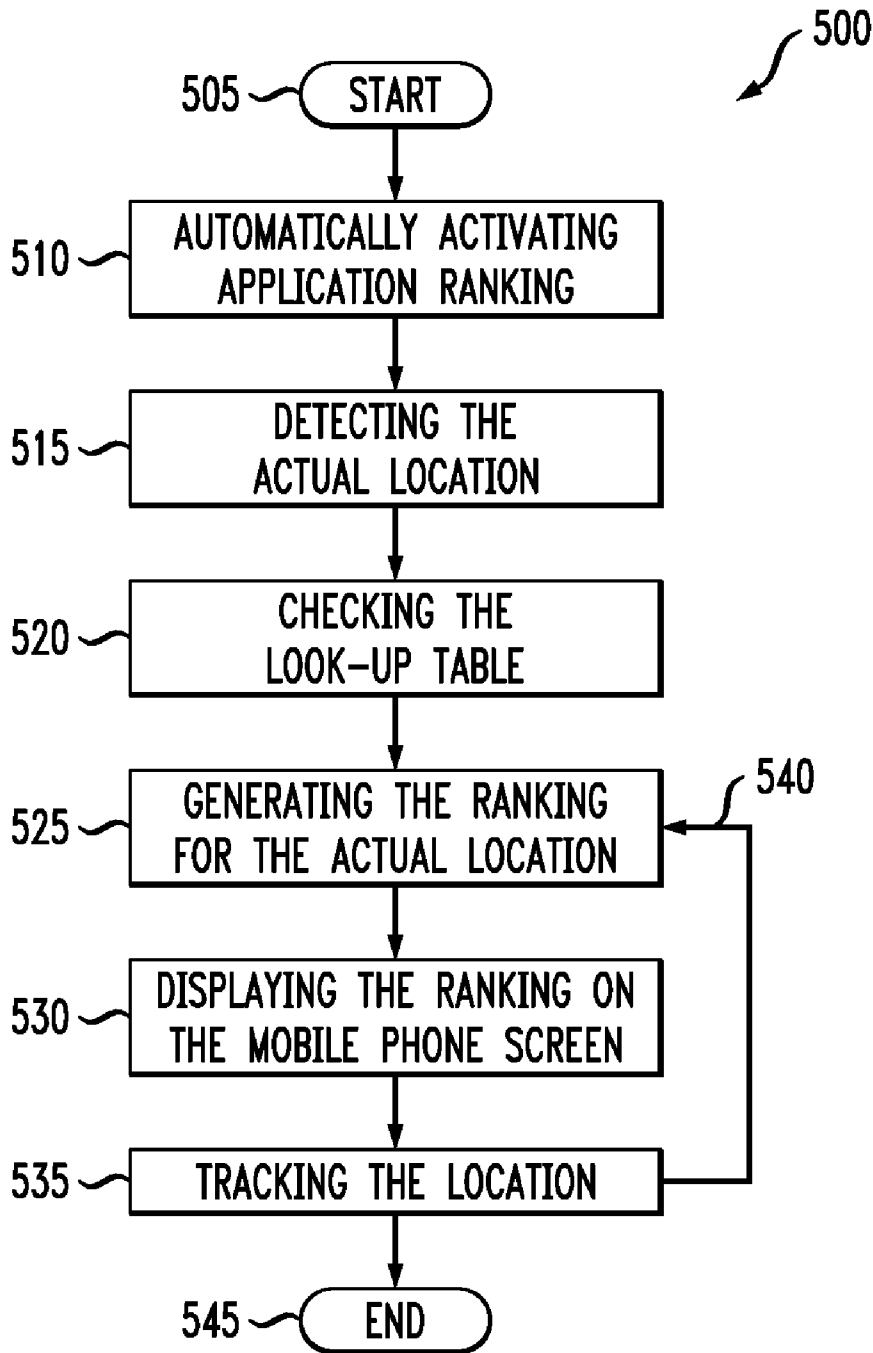 500
505
START
510
AUTOMATICALLY ACTIVATING
APPLICATION RANKING
515
DETECTING THE
ACTUAL LOCATION
520
CHECKING THE
LOOK-UP TABLE
540
525
GENERATING THE RANKING
FOR THE ACTUAL LOCATION
530
DISPLAYING THE RANKING ON
THE MOBILE PHONE SCREEN
535
TRACKING THE LOCATION
545
END